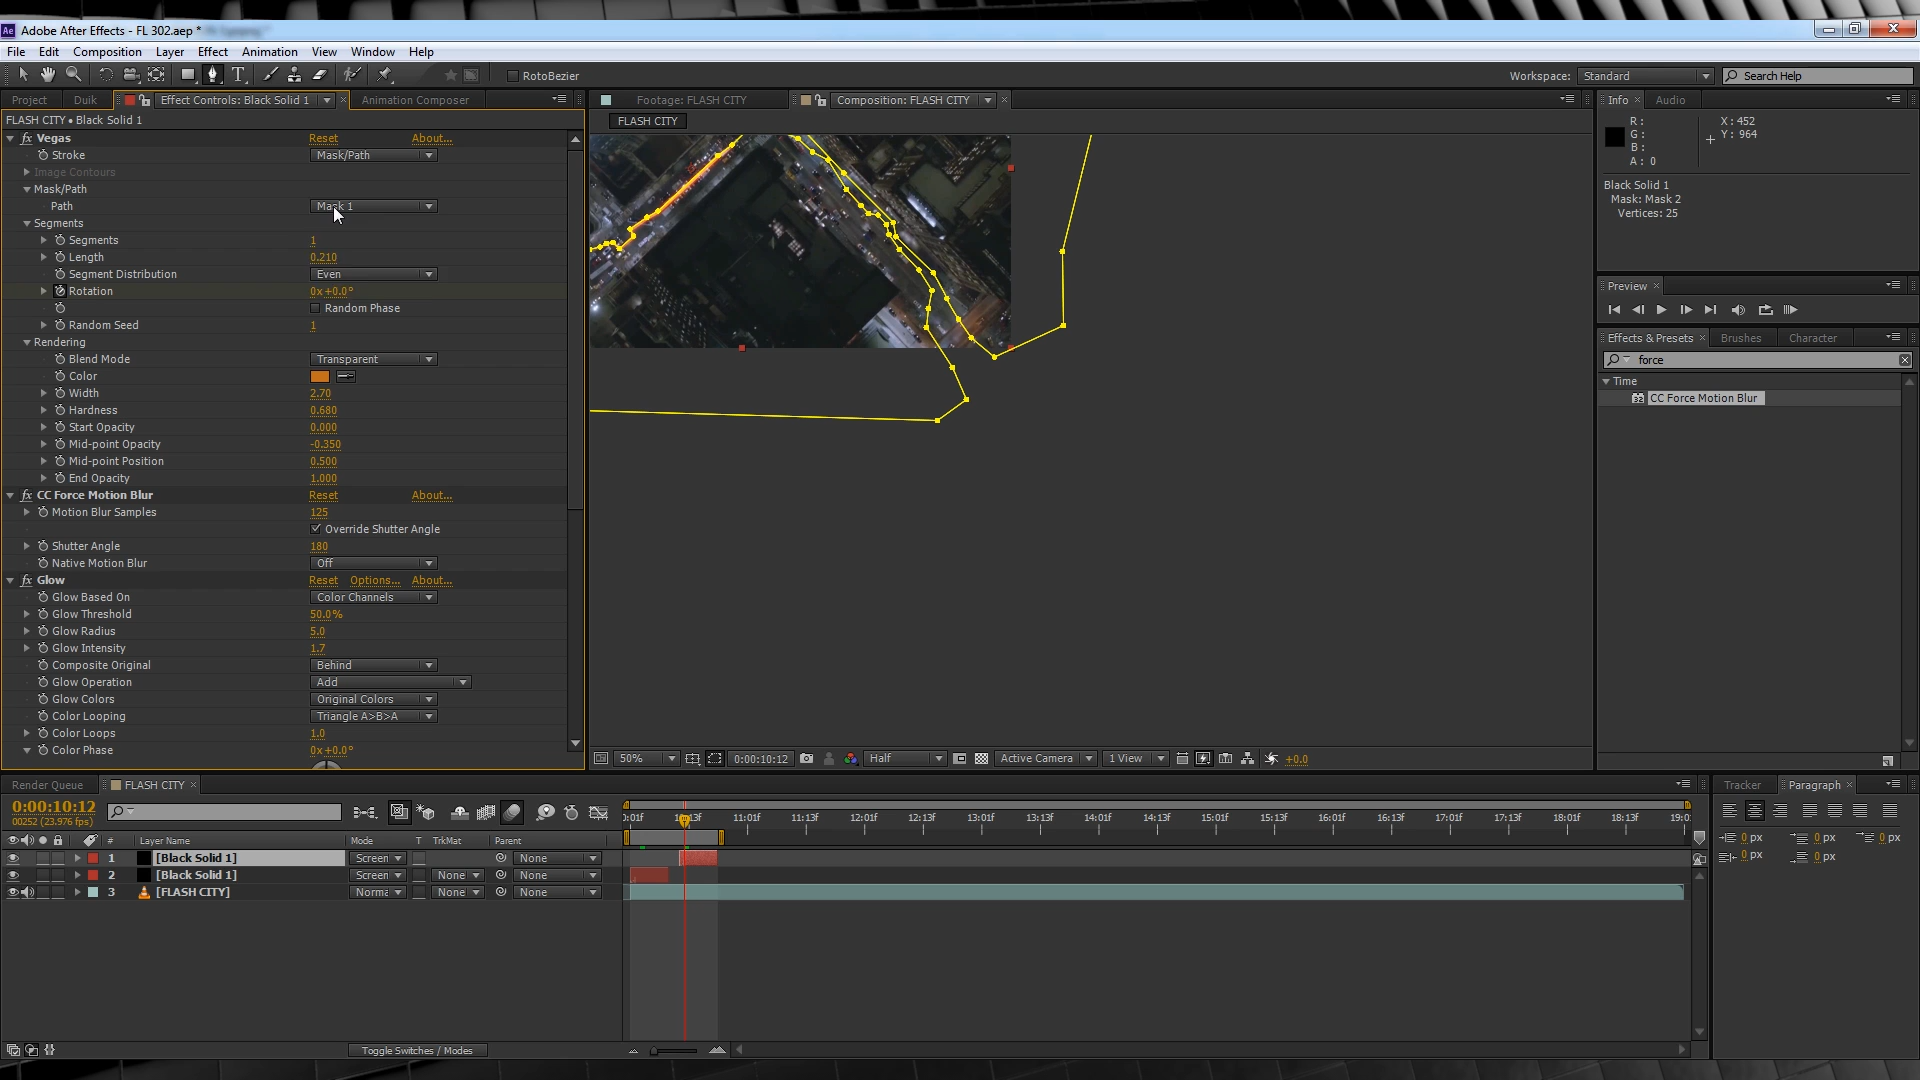 Ae Adobe After Effects - FL 302.aep *
File Edit Composition Layer Effect Animation View Window Help
T RotoBezier Workspace: Standard Search Help
Project Duik Effect Controls: Black Solid 1 Animation Composer Footage: FLASH CITY Composition: FLASH CITY Info Audio
FLASH CITY • Black Solid 1
FLASH CITY
fx Vegas Reset About...
Stroke Mask/Path
Image Contours
Mask/Path
Path Mask 1
Segments
Segments 1
Length 0.210
Segment Distribution Even
Rotation 0x+0.0°
Random Phase
Random Seed 1
Rendering
Blend Mode Transparent
Color
Width 2.70
Hardness 0.680
Start Opacity 0.000
Mid-point Opacity -0.350
Mid-point Position 0.500
End Opacity 1.000
fx CC Force Motion Blur Reset About...
Motion Blur Samples 125
Override Shutter Angle
Shutter Angle 180
Native Motion Blur Off
fx Glow Reset Options... About...
Glow Based On Color Channels
Glow Threshold 50.0%
Glow Radius 5.0
Glow Intensity 1.7
Composite Original Behind
Glow Operation Add
Glow Colors Original Colors
Color Looping Triangle A>B>A
Color Loops 1.0
Color Phase 0x+0.0°
R: X: 452
G: Y: 964
B:
A: 0
Black Solid 1
Mask: Mask 2
Vertices: 25
Preview
Effects & Presets Brushes Character
force
Time
32 CC Force Motion Blur
50% 0:00:10:12 Half Active Camera 1 View +0.0
Render Queue FLASH CITY Tracker Paragraph
0:00:10:12
00252 (23.976 fps)
0:01f 10:13f 11:01f 11:13f 12:01f 12:13f 13:01f 13:13f 14:01f 14:13f 15:01f 15:13f 16:01f 16:13f 17:01f 17:13f 18:01f 18:13f 19:0
# Layer Name Mode T TrkMat Parent
1 [Black Solid 1] Screen None
2 [Black Solid 1] Screen None None
3 [FLASH CITY] Norma None None
0 px 0 px 0 px
0 px 0 px
Toggle Switches / Modes